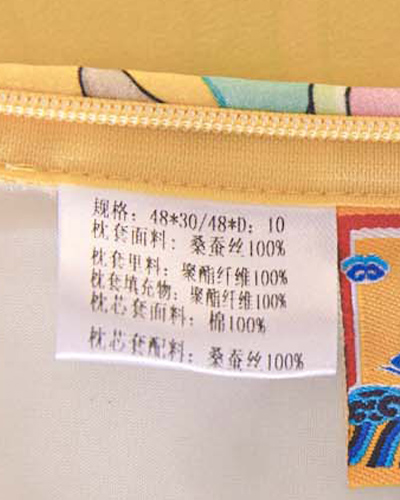 规格：48*30/48*D：10
枕套面料：桑蚕丝100%
枕套里料：聚酯纤维100%
枕套填充物：聚酯纤维100%
枕芯套面料：棉100%
枕芯套配料：桑蚕丝100%